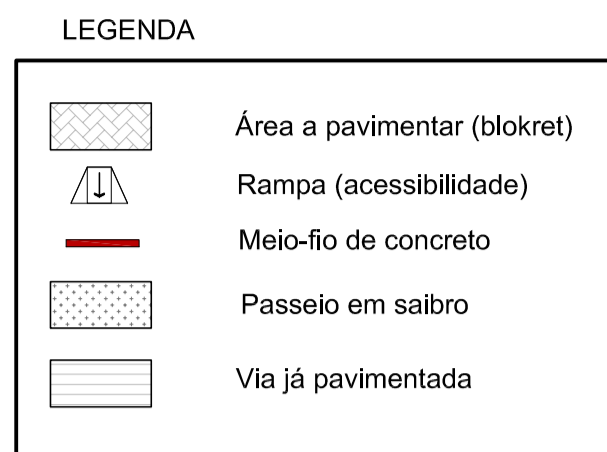 LEGENDA
Área a pavimentar (blokret)
Rampa (acessibilidade)
Meio-fio de concreto
Passeio em saibro
Via já pavimentada